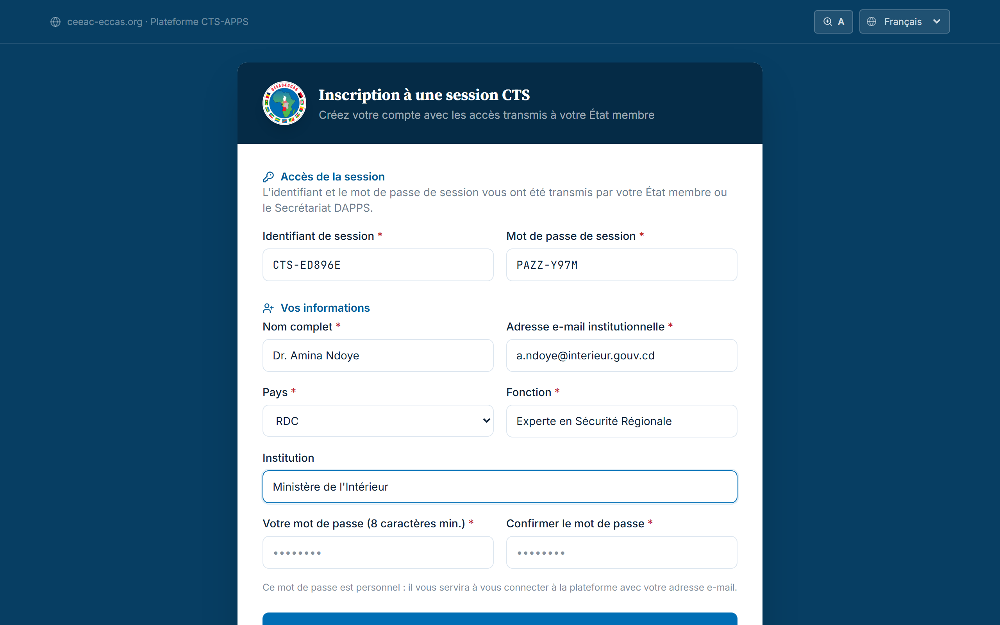 ceeac-eccas.org · Plateforme CTS-APPS
A
Français
CEEAC-ECCAS
Inscription à une session CTS
Créez votre compte avec les accès transmis à votre État membre
Accès de la session
L'identifiant et le mot de passe de session vous ont été transmis par votre État membre ou
le Secrétariat DAPPS.
Identifiant de session *
Mot de passe de session *
CTS-ED896E
PAZZ-Y97M
Vos informations
Nom complet *
Adresse e-mail institutionnelle *
Dr. Amina Ndoye
a.ndoye@interieur.gouv.cd
Pays *
Fonction *
RDC
Experte en Sécurité Régionale
Institution
Ministère de l'Intérieur
Votre mot de passe (8 caractères min.) *
Confirmer le mot de passe *
••••••••
••••••••
Ce mot de passe est personnel : il vous servira à vous connecter à la plateforme avec votre adresse e-mail.